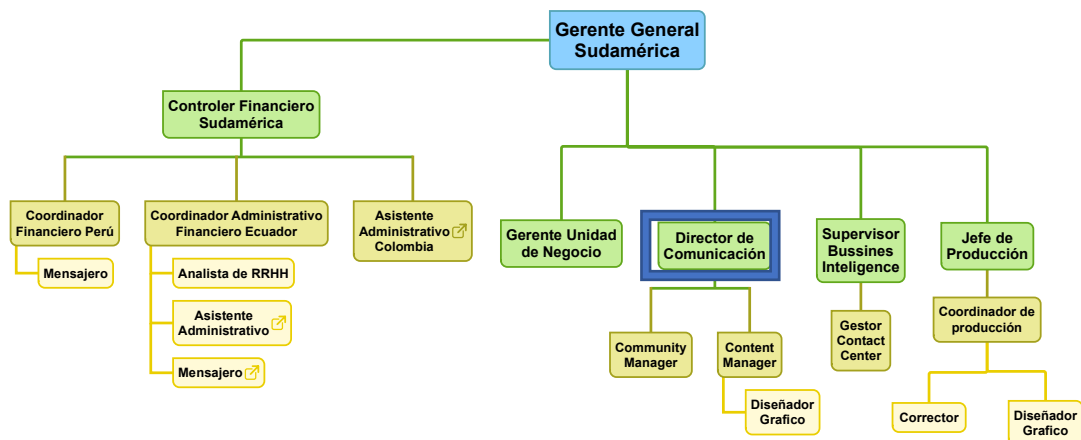 Gerente General
Sudamérica
Controler Financiero
Sudamérica
Coordinador
Financiero Perú
Mensajero
Coordinador Administrativo
Financiero Ecuador
Analista de RRHH
Asistente
Administrativo
Mensajero
Asistente
Administrativo
Colombia
Gerente Unidad
de Negocio
Director de
Comunicación
Community
Manager
Content
Manager
Diseñador
Grafico
Supervisor
Bussines
Inteligence
Gestor
Contact
Center
Jefe de
Producción
Coordinador de
producción
Corrector
Diseñador
Grafico